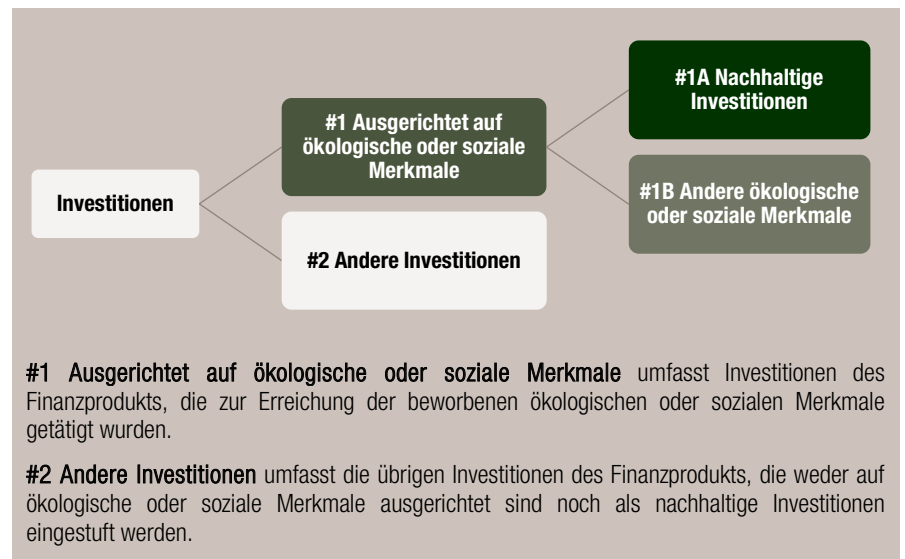 #1A Nachhaltige
Investitionen
#1 Ausgerichtet auf
ökologische oder soziale
Merkmale
#1B Andere ökologische
oder soziale Merkmale
Investitionen
#2 Andere Investitionen
#1 Ausgerichtet auf ökologische oder soziale Merkmale umfasst Investitionen des
Finanzprodukts, die zur Erreichung der beworbenen ökologischen oder sozialen Merkmale
getätigt wurden.
#2 Andere Investitionen umfasst die übrigen Investitionen des Finanzprodukts, die weder auf
ökologische oder soziale Merkmale ausgerichtet sind noch als nachhaltige Investitionen
eingestuft werden.